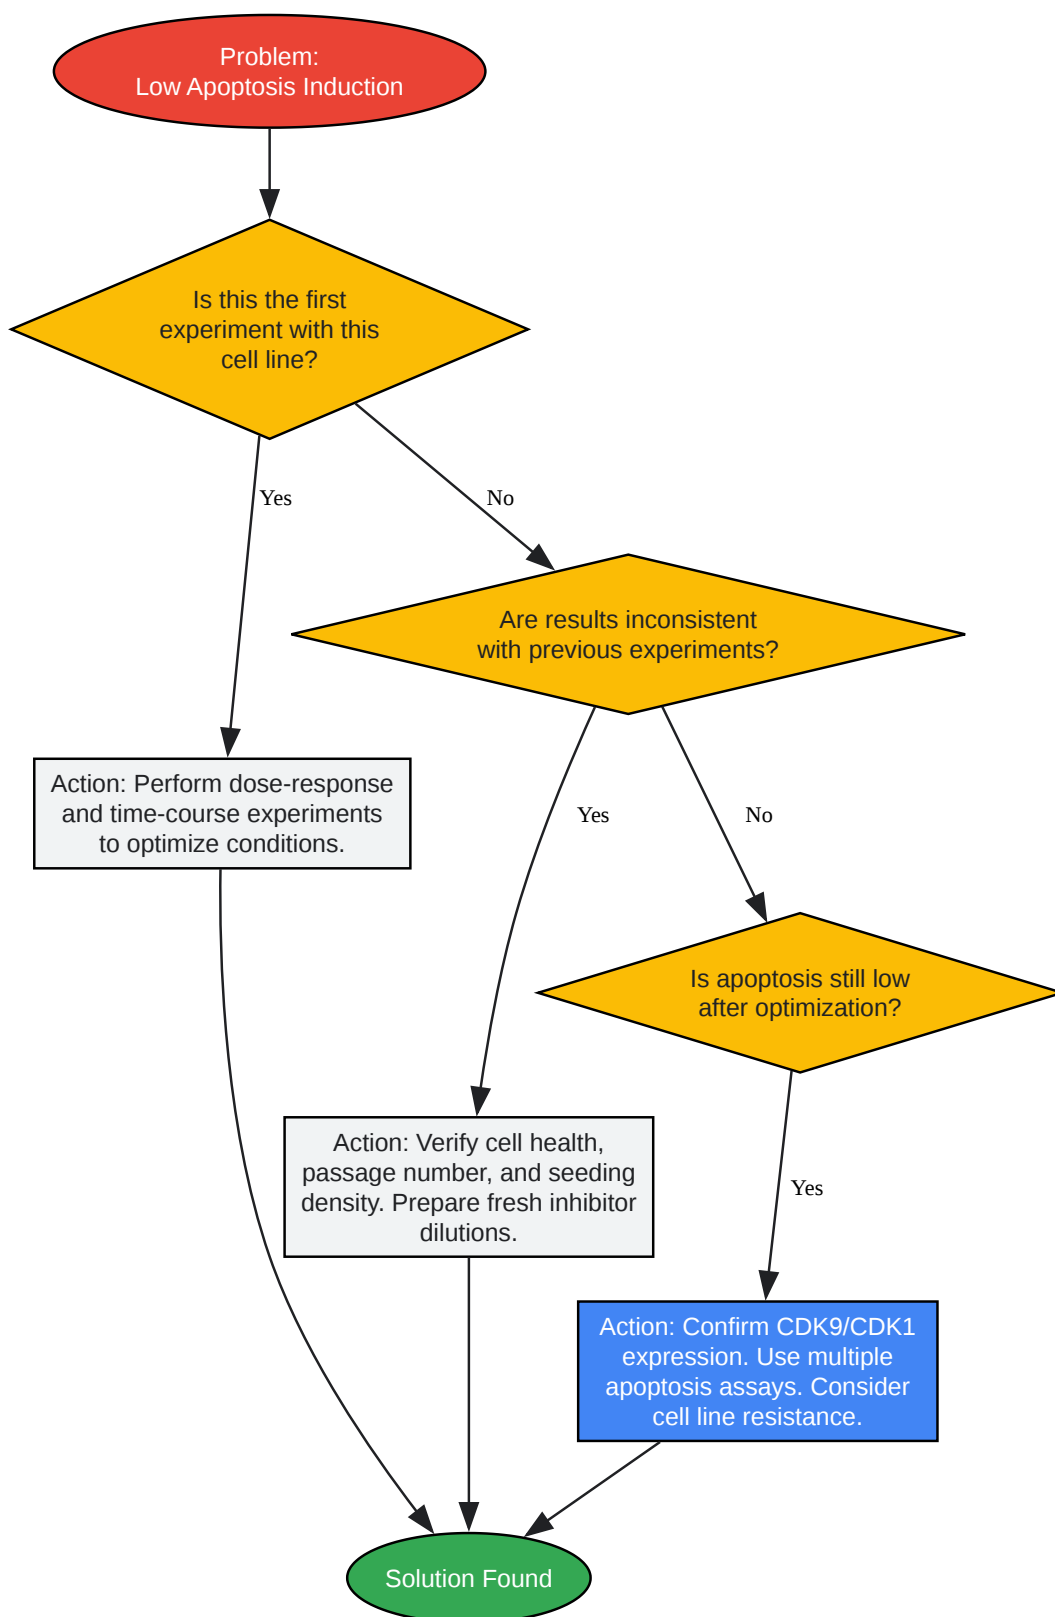 Problem:
Low Apoptosis Induction
Is this the first
experiment with this
cell line?
Yes
No
Are results inconsistent
with previous experiments?
Action: Perform dose-response
and time-course experiments
to optimize conditions.
Yes
No
Is apoptosis still low
after optimization?
Action: Verify cell health,
passage number, and seeding
density. Prepare fresh inhibitor
dilutions.
Yes
Action: Confirm CDK9/CDK1
expression. Use multiple
apoptosis assays. Consider
cell line resistance.
Solution Found